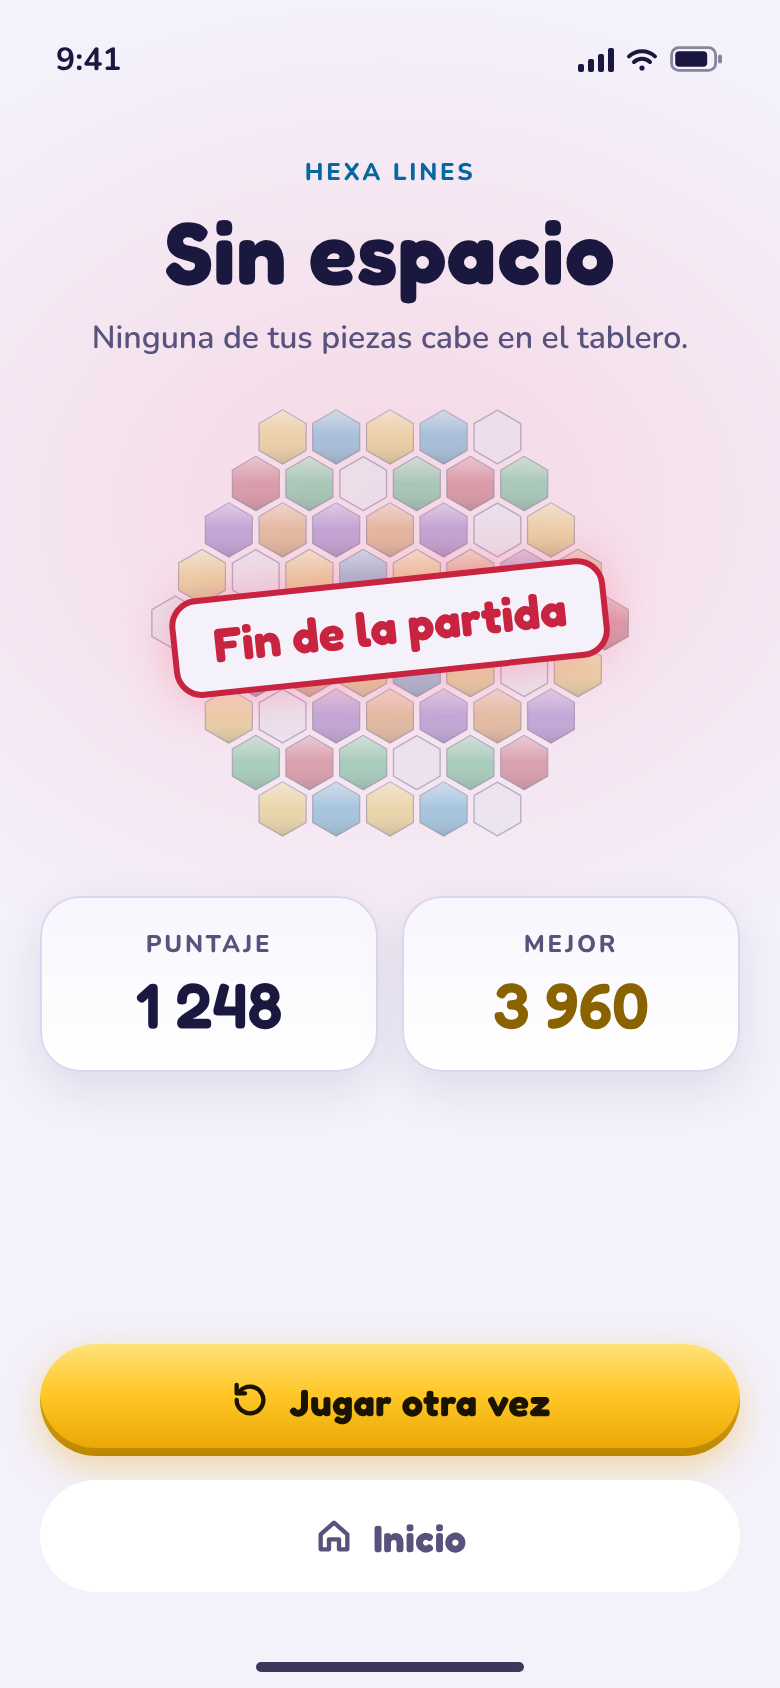 9:41
HEXA LINES
Sin espacio
Ninguna de tus piezas cabe en el tablero.
Fin de la partida
PUNTAJE
1 248
MEJOR
3 960
Jugar otra vez
Inicio